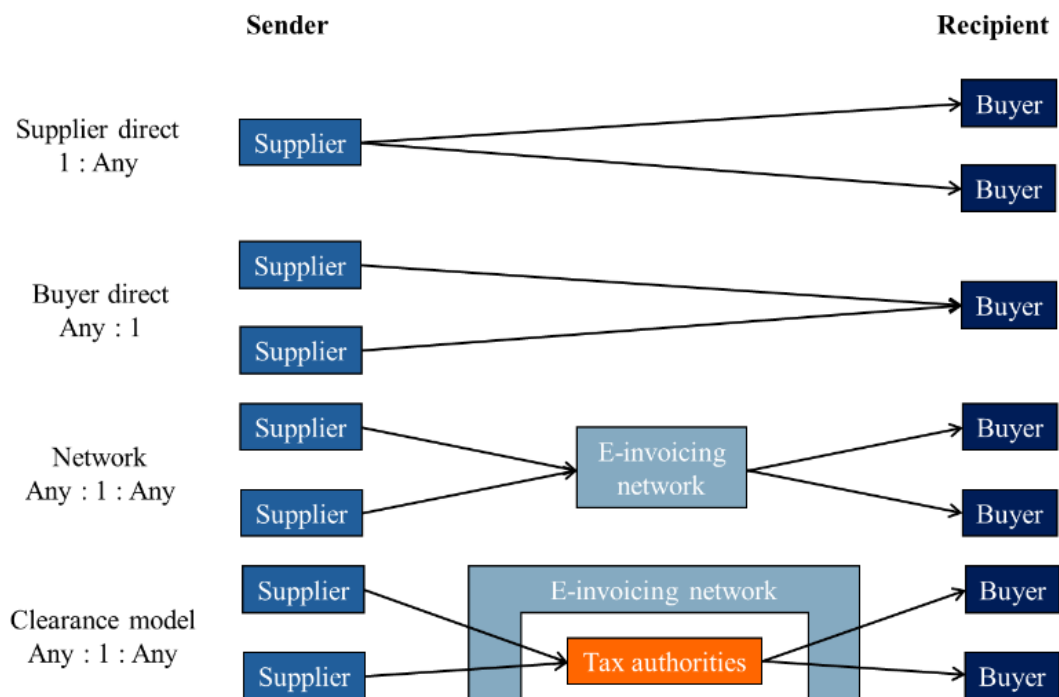 Sender
Recipient
Supplier direct
1 : Any
Supplier
Buyer
Buyer
Buyer direct
Any : 1
Supplier
Supplier
Buyer
Network
Any : 1 : Any
Supplier
Supplier
E-invoicing
network
Buyer
Buyer
Clearance model
Any : 1 : Any
Supplier
Supplier
E-invoicing network
Tax authorities
Buyer
Buyer